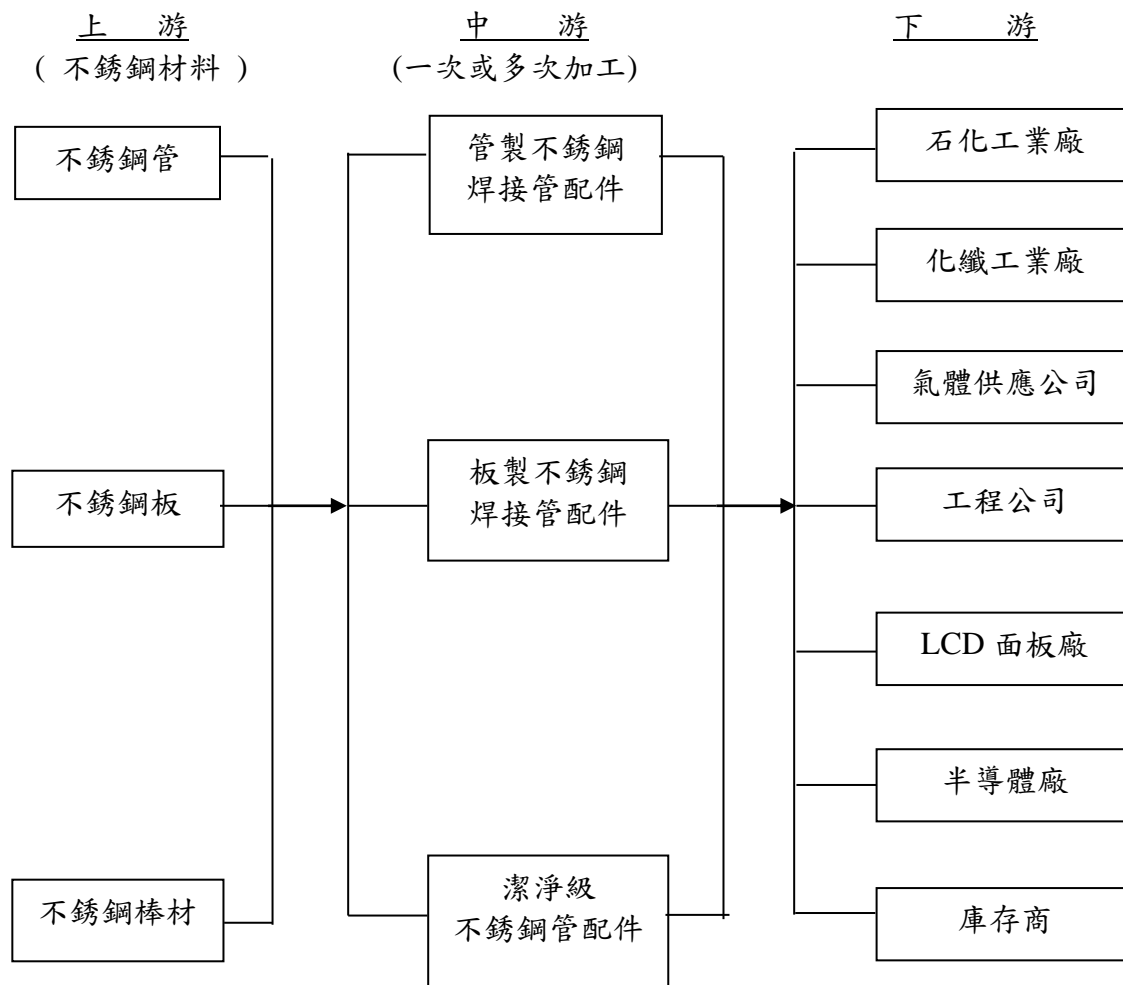 上 游
( 不銹鋼材料 )
不銹鋼管
不銹鋼板
不銹鋼棒材
中 游
(一次或多次加工)
管製不銹鋼
焊接管配件
板製不銹鋼
焊接管配件
潔淨級
不銹鋼管配件
下 游
石化工業廠
化纖工業廠
氣體供應公司
工程公司
LCD 面板廠
半導體廠
庫存商